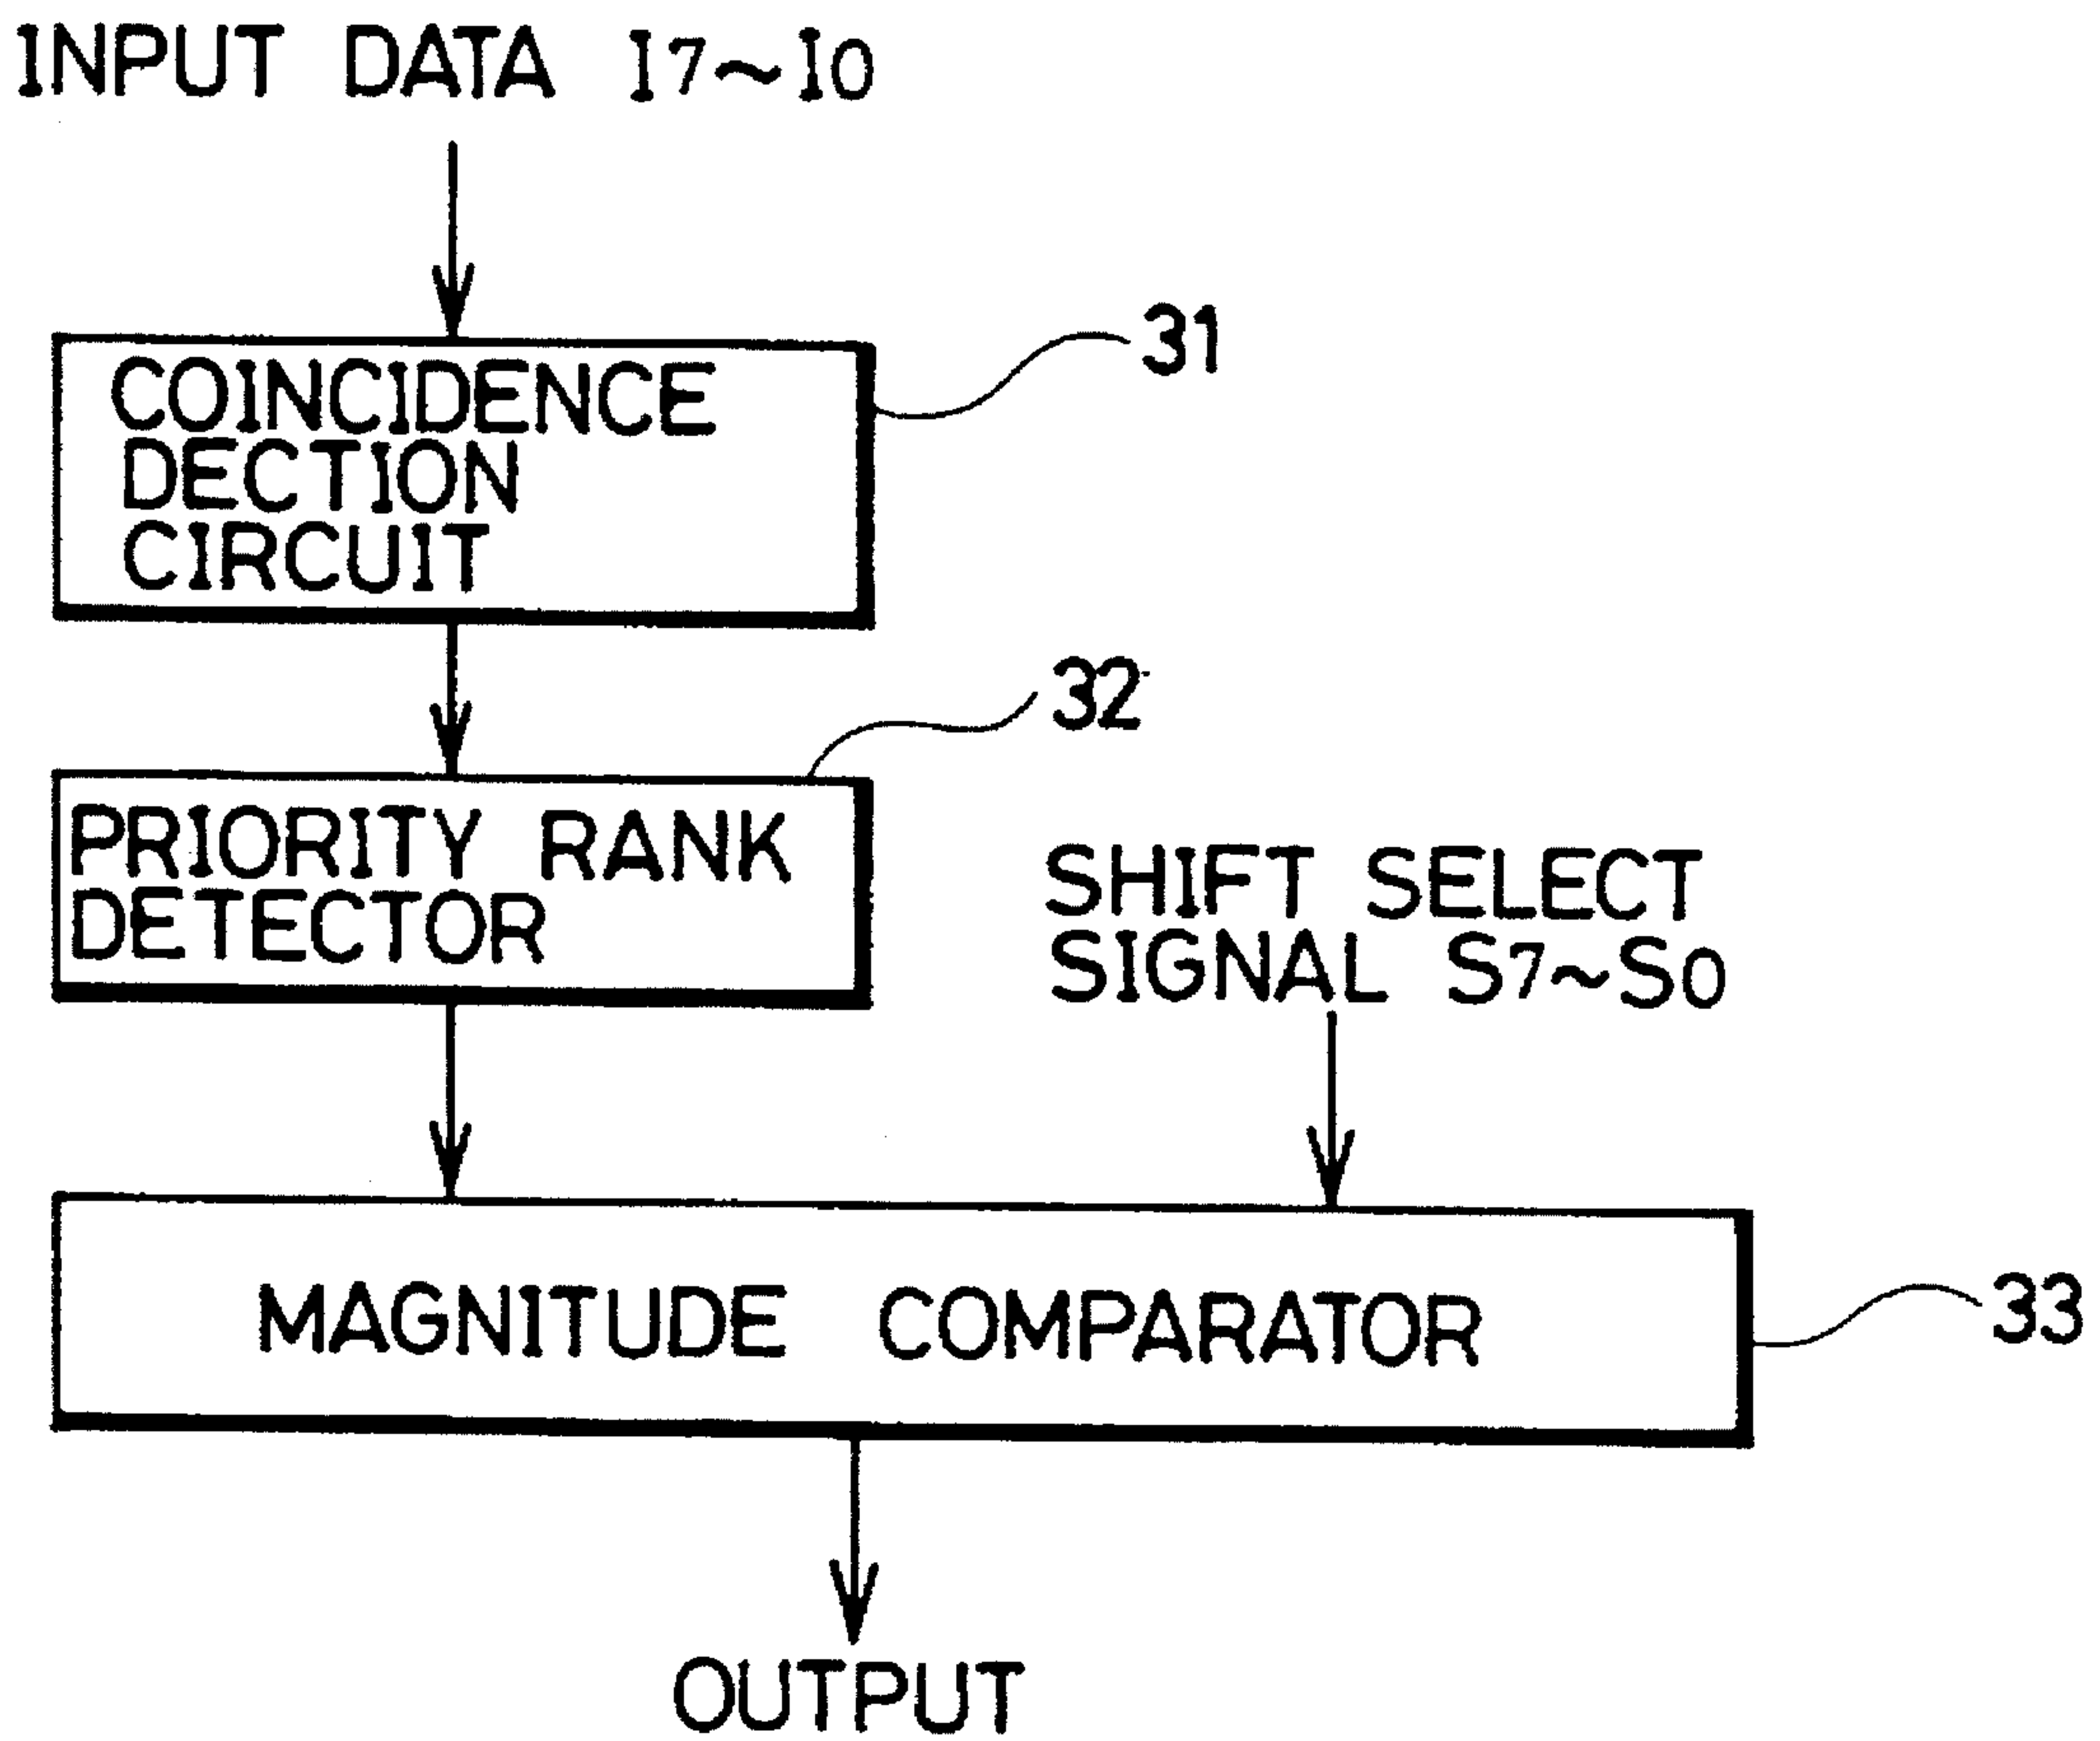 INPUT DATA I7~I0
31
COINCIDENCE
DECTION
CIRCUIT
32
PRIORITY RANK
DETECTOR
SHIFT SELECT
SIGNAL S7~S0
MAGNITUDE COMPARATOR
33
OUTPUT